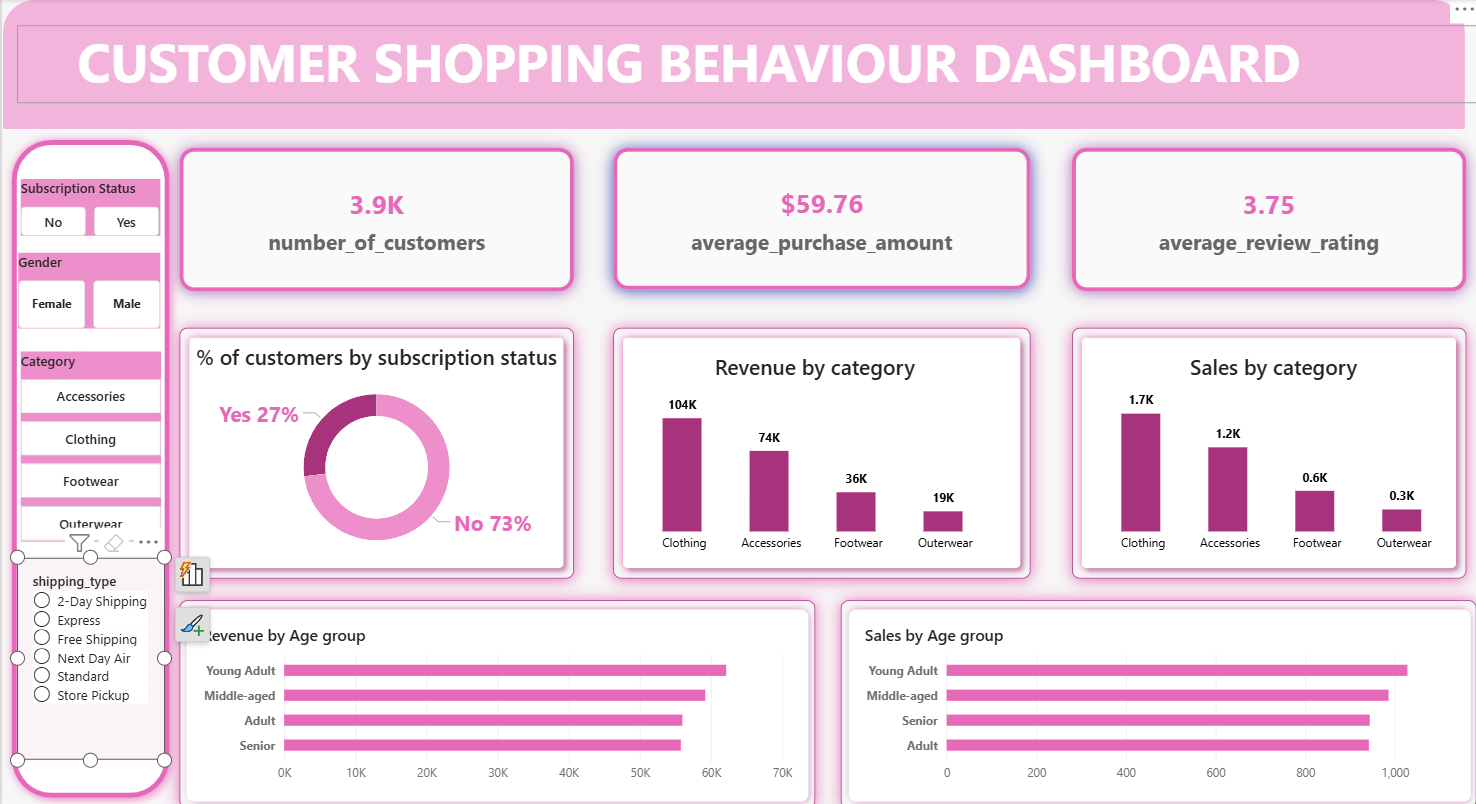 CUSTOMER SHOPPING BEHAVIOUR DASHBOARD
Subscription Status
No
Yes
Gender
Female
Male
Category
Accessories
Clothing
Footwear
Outerwear
shipping_type
2-Day Shipping
Express
Free Shipping
Next Day Air
Standard
Store Pickup
3.9K
number_of_customers
$59.76
average_purchase_amount
3.75
average_review_rating
% of customers by subscription status
Yes 27%
No 73%
Revenue by category
104K
74K
36K
19K
Clothing Accessories Footwear Outerwear
Sales by category
1.7K
1.2K
0.6K
0.3K
Clothing Accessories Footwear Outerwear
Revenue by Age group
Young Adult
Middle-aged
Adult
Senior
0K 10K 20K 30K 40K 50K 60K 70K
Sales by Age group
Young Adult
Middle-aged
Senior
Adult
0 200 400 600 800 1,000